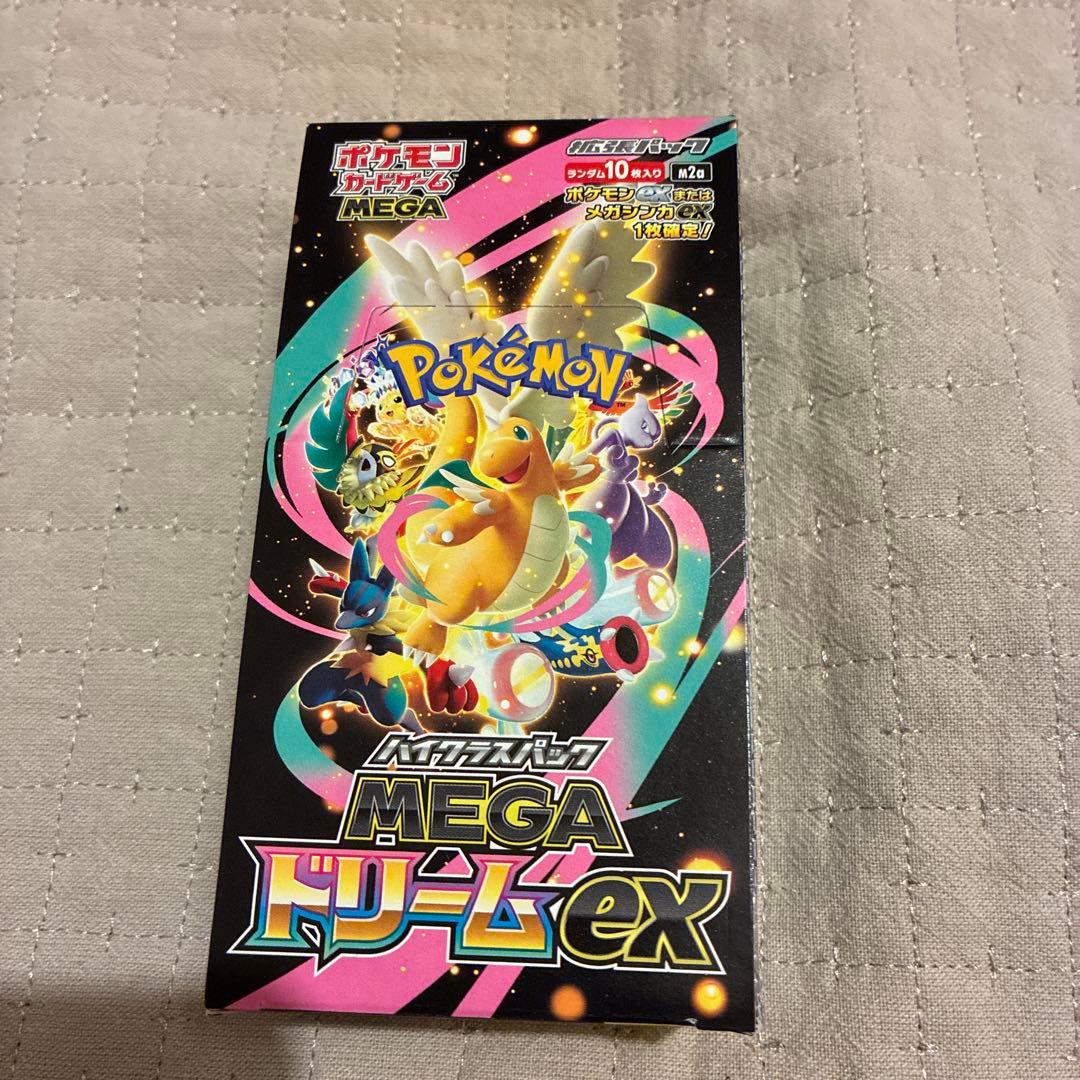 ポケモン
カードゲーム™
MEGA
拡張パック
ランダム10枚入り M2a
ポケモンexまたは
メガシンカex
1枚確定!
POKéMON
TM
ハイクラスパック
MEGA
ドリームex